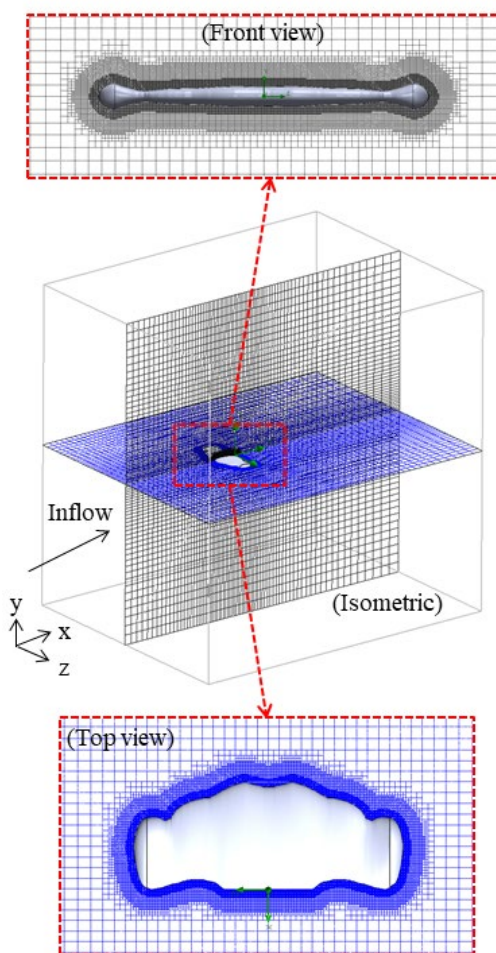 (Front view)
Inflow
y
x
z
(Isometric)
(Top view)